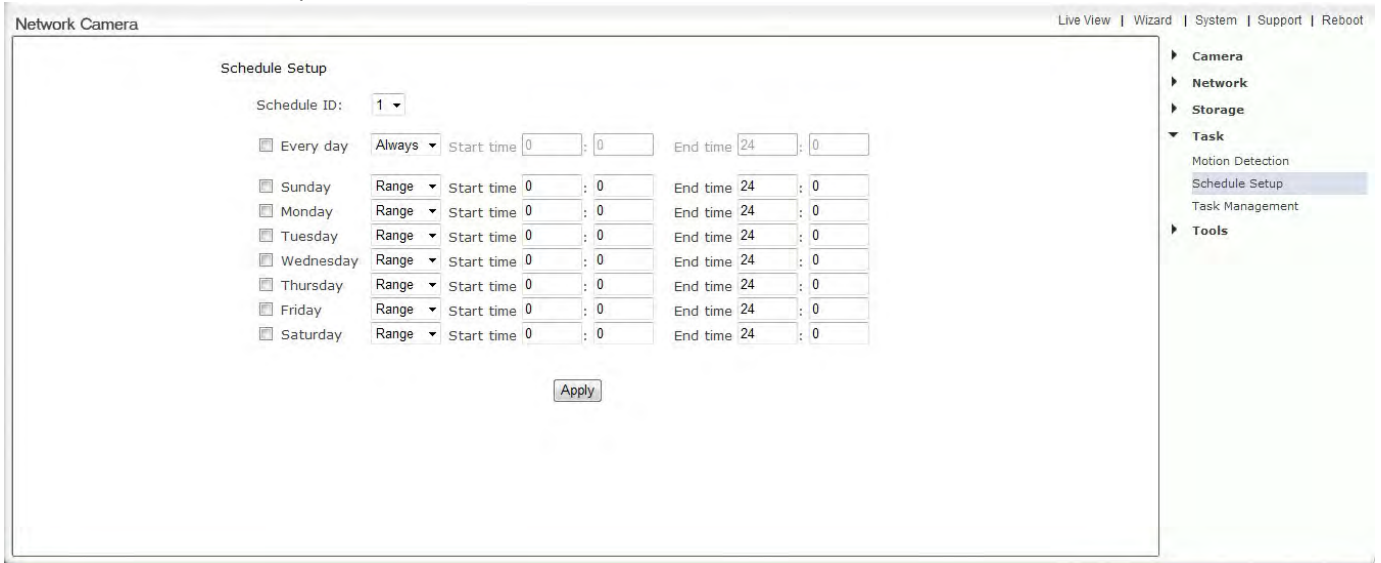 Network Camera
Live View | Wizard | System | Support | Reboot
Schedule Setup
Schedule ID: 1
Every day Always Start time 0 : 0 End time 24 : 0
Sunday Range Start time 0 : 0 End time 24 : 0
Monday Range Start time 0 : 0 End time 24 : 0
Tuesday Range Start time 0 : 0 End time 24 : 0
Wednesday Range Start time 0 : 0 End time 24 : 0
Thursday Range Start time 0 : 0 End time 24 : 0
Friday Range Start time 0 : 0 End time 24 : 0
Saturday Range Start time 0 : 0 End time 24 : 0
Apply
Camera
Network
Storage
Task
Motion Detection
Schedule Setup
Task Management
Tools